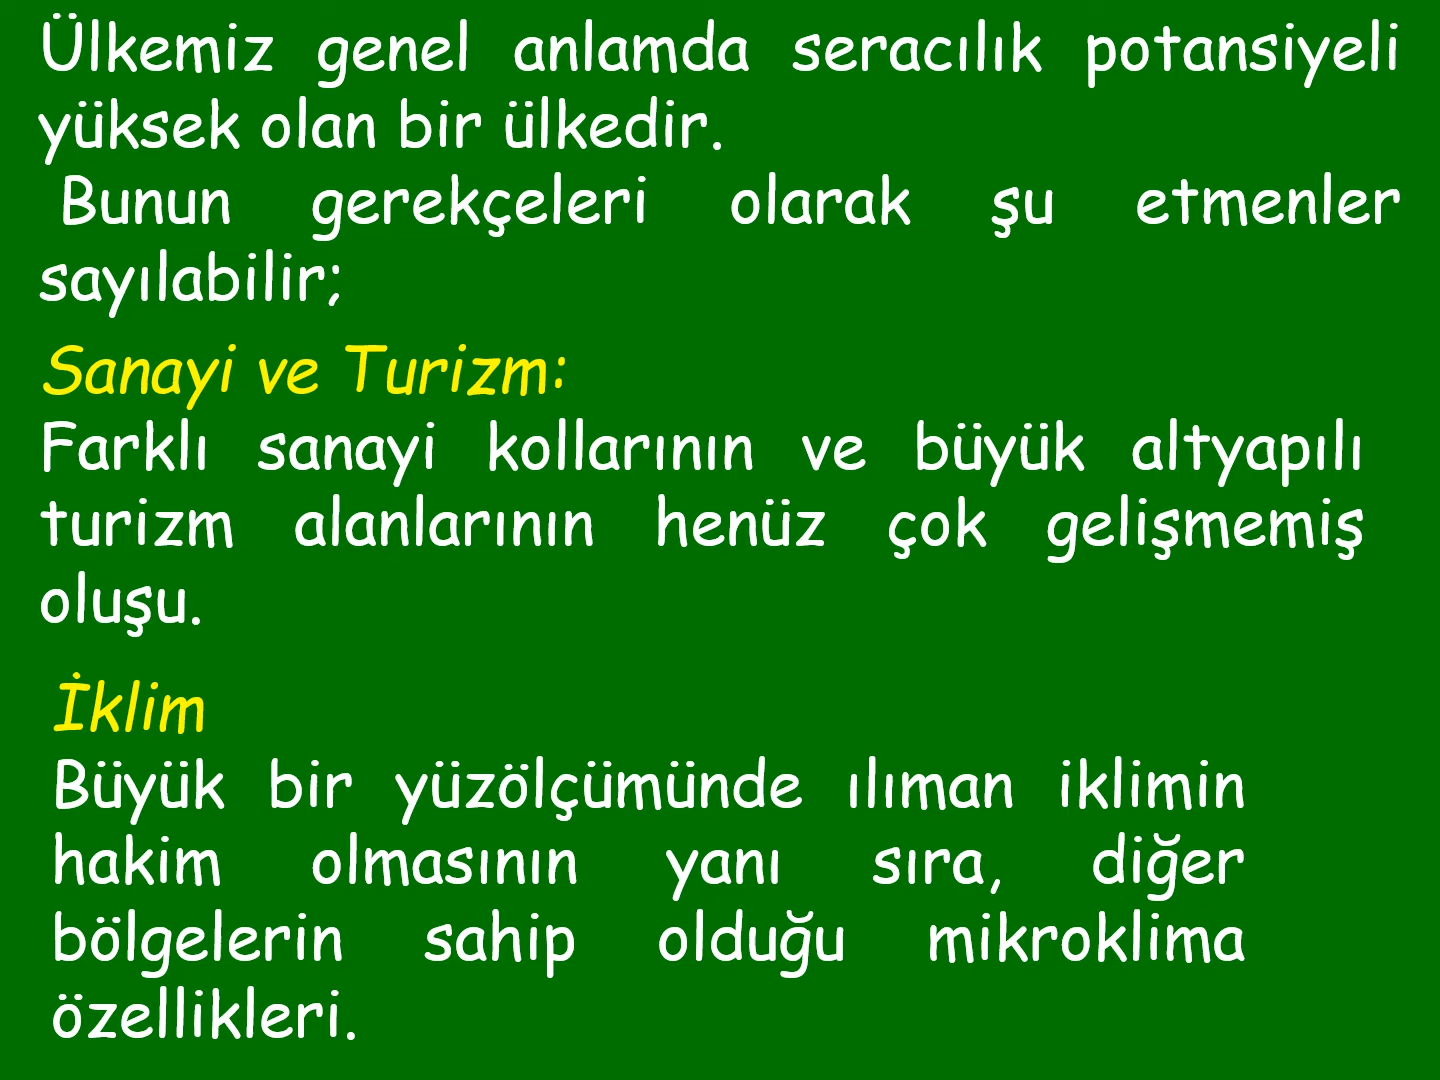 Ülkemiz genel anlamda seracılık potansiyeli
yüksek olan bir ülkedir.
Bunun gerekçeleri olarak şu etmenler
sayılabilir;
Sanayi ve Turizm:
Farklı sanayi kollarının ve büyük altyapılı
turizm alanlarının henüz çok gelişmemiş
oluşu.
İklim
Büyük bir yüzölçümünde ılıman iklimin
hakim olmasının yanı sıra, diğer
bölgelerin sahip olduğu mikroklima
özellikleri.